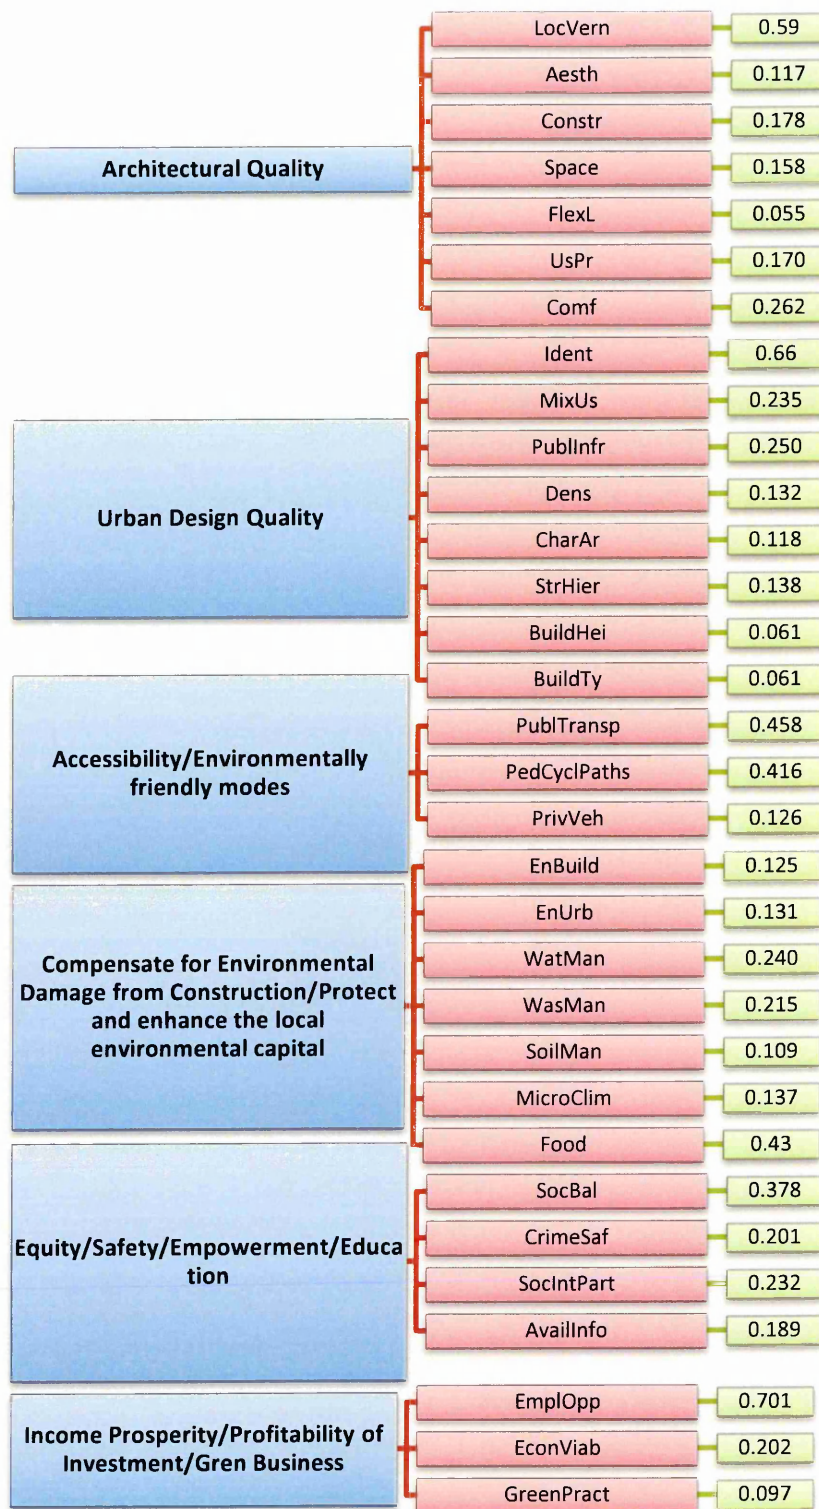 Architectural Quality
LocVern 0.59
Aesth 0.117
Constr 0.178
Space 0.158
FlexL 0.055
UsPr 0.170
Comf 0.262
Urban Design Quality
Ident 0.66
MixUs 0.235
PublInfr 0.250
Dens 0.132
CharAr 0.118
StrHier 0.138
BuildHei 0.061
BuildTy 0.061
Accessibility/Environmentally
friendly modes
PublTransp 0.458
PedCyclPaths 0.416
PrivVeh 0.126
Compensate for Environmental
Damage from Construction/Protect
and enhance the local
environmental capital
EnBuild 0.125
EnUrb 0.131
WatMan 0.240
WasMan 0.215
SoilMan 0.109
MicroClim 0.137
Food 0.43
Equity/Safety/Empowerment/Educa
tion
SocBal 0.378
CrimeSaf 0.201
SocIntPart 0.232
AvailInfo 0.189
Income Prosperity/Profitability of
Investment/Gren Business
EmplOpp 0.701
EconViab 0.202
GreenPract 0.097